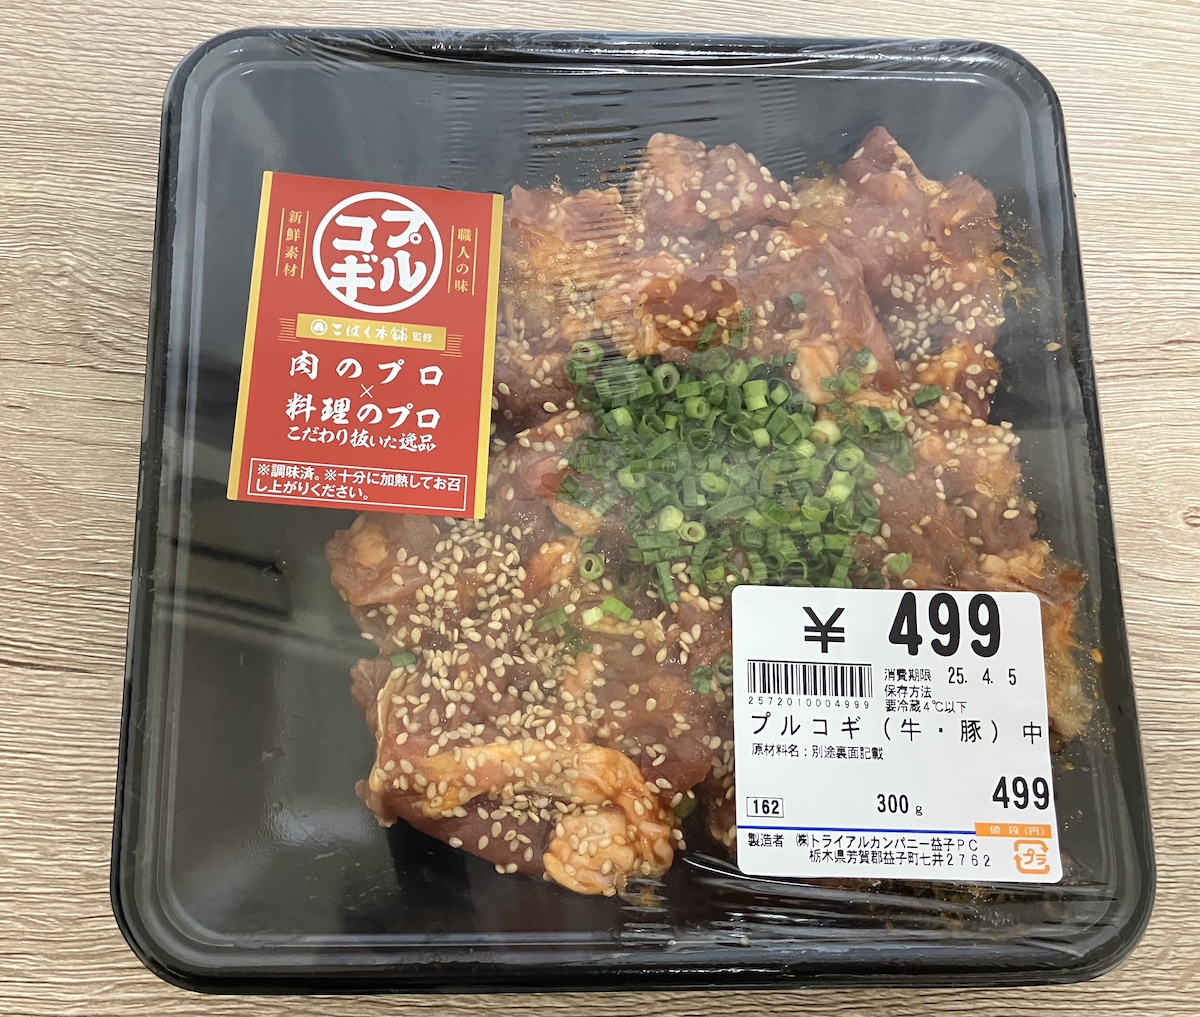 新鮮素材
プル
コギ
職人の味
こはく本舗 監修
肉のプロ
×
料理のプロ
こだわり抜いた逸品
※調味済。※十分に加熱してお召
し上がりください。
¥ 499
2572010004999
消費期限 25. 4. 5
保存方法
要冷蔵4℃以下
プルコギ(牛・豚) 中
原材料名:別途裏面記載
162
300g
499
値段(円)
製造者 ㈱トライアルカンパニー益子PC
栃木県芳賀郡益子町七井2762
プラ